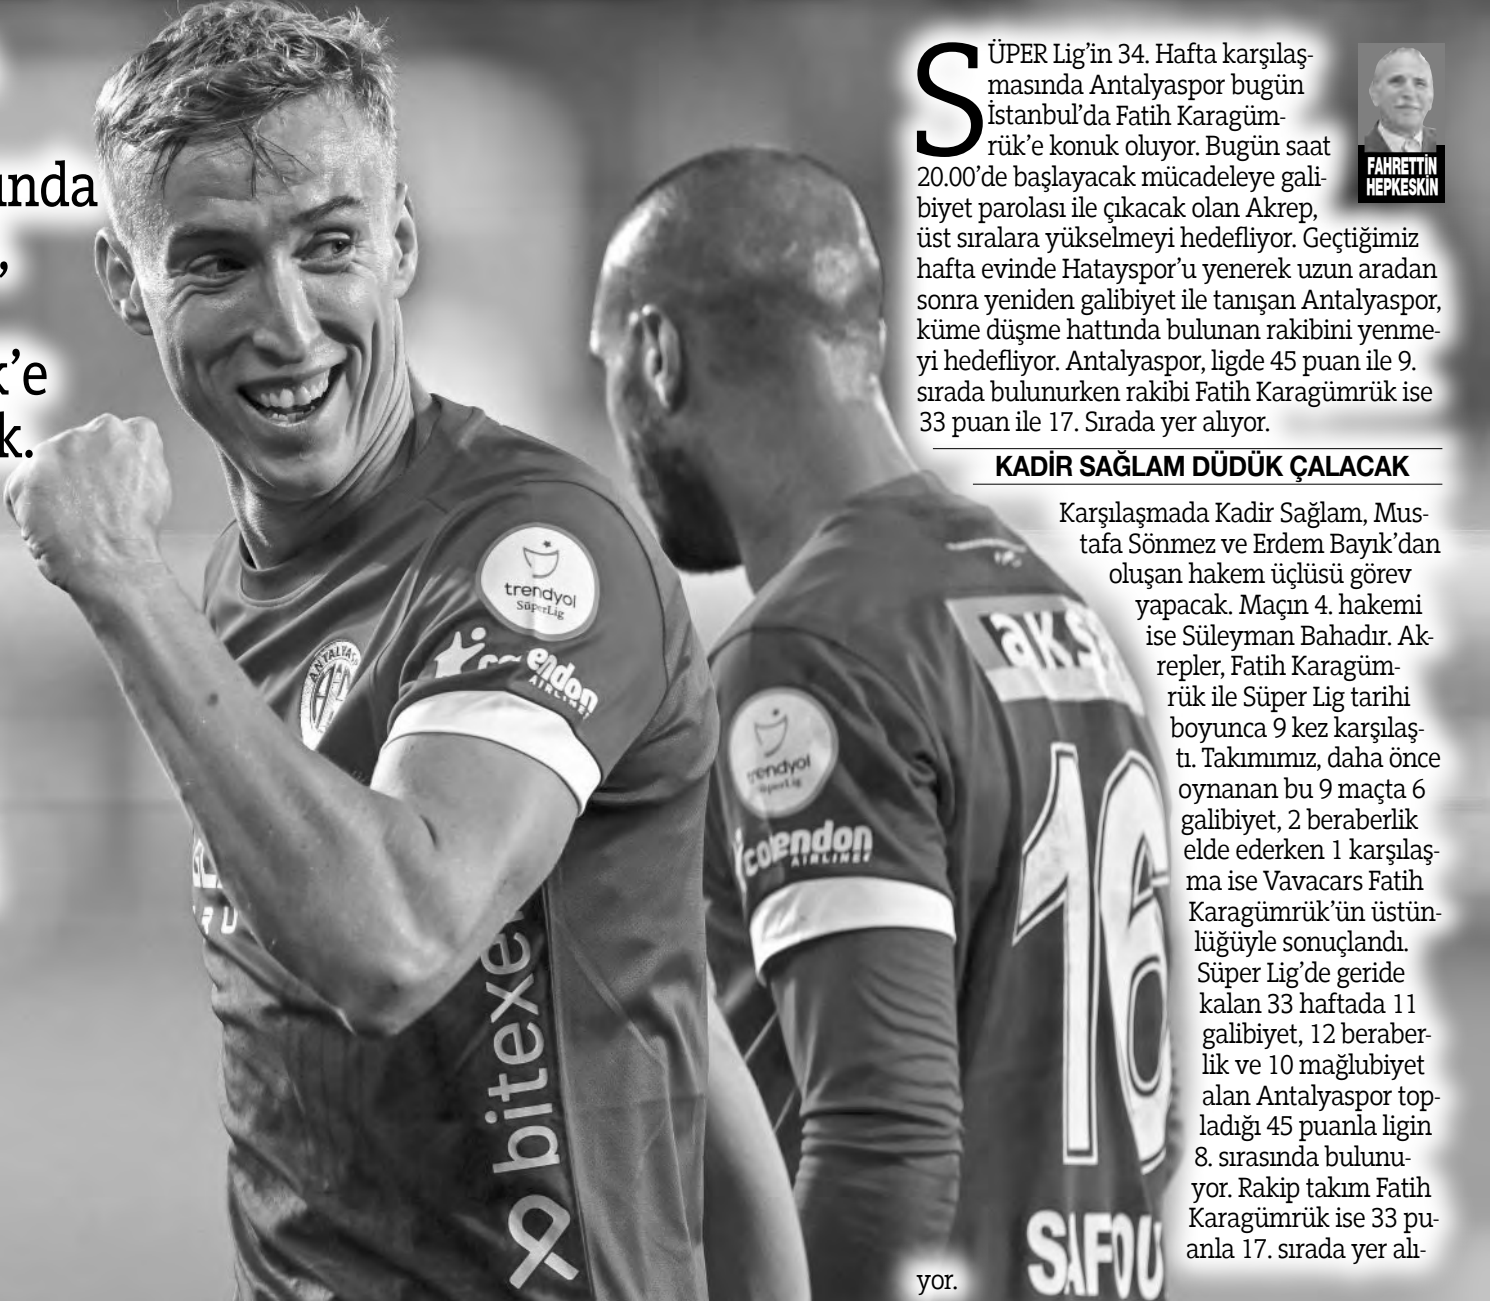 ında
,
k’e
k.
SÜPER Lig’in 34. Hafta karşılaş-
masında Antalyaspor bugün
İstanbul’da Fatih Karagüm-
rük’e konuk oluyor. Bugün saat
20.00’de başlayacak mücadeleye gali-
biyet parolası ile çıkacak olan Akrep,
üst sıralara yükselmeyi hedefliyor. Geçtiğimiz
hafta evinde Hatayspor’u yenerek uzun aradan
sonra yeniden galibiyet ile tanışan Antalyaspor,
küme düşme hattında bulunan rakibini yenme-
yi hedefliyor. Antalyaspor, ligde 45 puan ile 9.
sırada bulunurken rakibi Fatih Karagümrük ise
33 puan ile 17. Sırada yer alıyor.
FAHRETTİN
HEPKESKİN
KADİR SAĞLAM DÜDÜK ÇALACAK
Karşılaşmada Kadir Sağlam, Mus-
tafa Sönmez ve Erdem Bayık’dan
oluşan hakem üçlüsü görev
yapacak. Maçın 4. hakemi
ise Süleyman Bahadır. Ak-
repler, Fatih Karagüm-
rük ile Süper Lig tarihi
boyunca 9 kez karşılaş-
tı. Takımımız, daha önce
oynanan bu 9 maçta 6
galibiyet, 2 beraberlik
elde ederken 1 karşılaş-
ma ise Vavacars Fatih
Karagümrük’ün üstün-
lüğüyle sonuçlandı.
Süper Lig’de geride
kalan 33 haftada 11
galibiyet, 12 beraber-
lik ve 10 mağlubiyet
alan Antalyaspor top-
ladığı 45 puanla ligin
8. sırasında bulunu-
yor. Rakip takım Fatih
Karagümrük ise 33 pu-
anla 17. sırada yer alı-
yor.
trendyol
SüperLig
endon
AIRLINES
ANTALYAS
bitexe
trendyol
SüperLig
corendon
AIRLINES
aksa
16
SAFOU